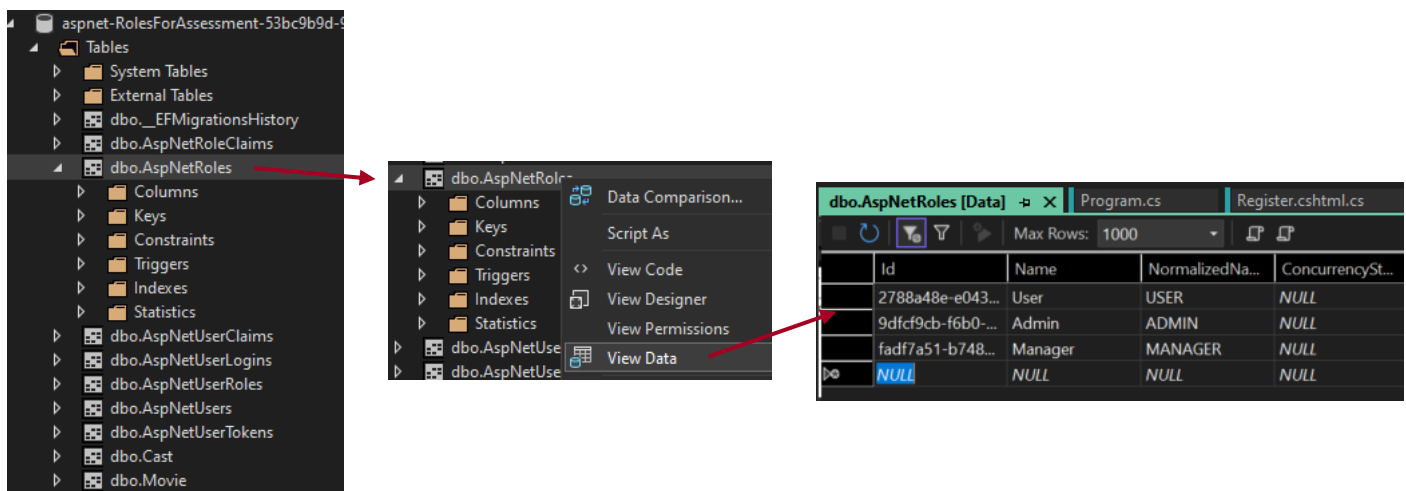 aspnet-RolesForAssessment-53bc9b9d-9
Tables
System Tables
External Tables
dbo.__EFMigrationsHistory
dbo.AspNetRoleClaims
dbo.AspNetRoles
Columns
Keys
Constraints
Triggers
Indexes
Statistics
dbo.AspNetUserClaims
dbo.AspNetUserLogins
dbo.AspNetUserRoles
dbo.AspNetUsers
dbo.AspNetUserTokens
dbo.Cast
dbo.Movie
dbo.AspNetRoles
Columns
Keys
Constraints
Triggers
Indexes
Statistics
dbo.AspNetUse
dbo.AspNetUse
Data Comparison...
Script As
View Code
View Designer
View Permissions
View Data
dbo.AspNetRoles [Data] Program.cs Register.cshtml.cs
Max Rows: 1000
Id Name NormalizedNa... ConcurrencySt...
2788a48e-e043... User USER NULL
9dfcf9cb-f6b0-... Admin ADMIN NULL
fadf7a51-b748... Manager MANAGER NULL
NULL NULL NULL NULL